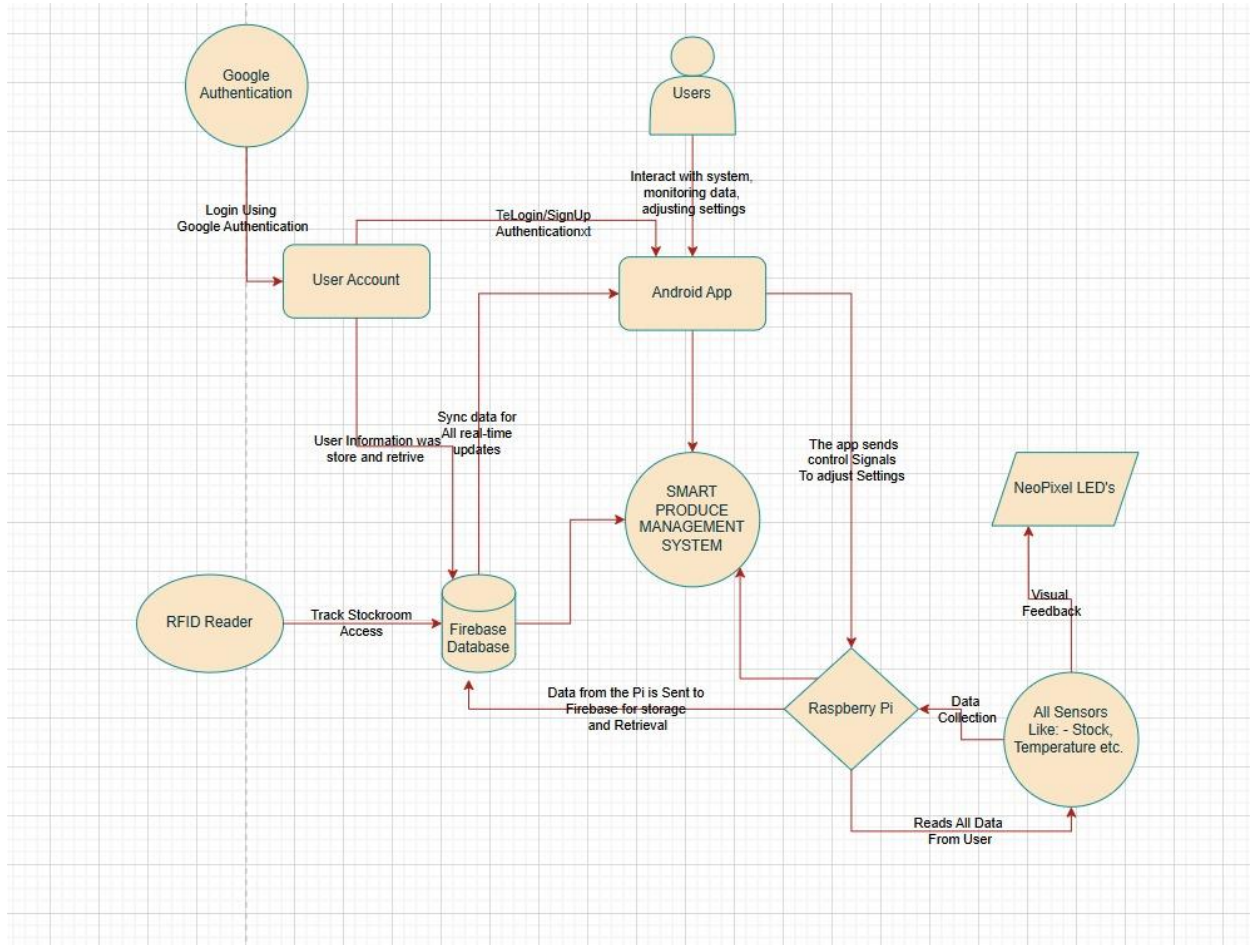 Google
Authentication
Users
Interact with system,
monitoring data,
adjusting settings
Login Using
Google Authentication
TeLogin/SignUp
Authenticationxt
User Account
Android App
Sync data for
All real-time
updates
User Information was
store and retrive
The app sends
control Signals
To adjust Settings
SMART
PRODUCE
MANAGEMENT
SYSTEM
NeoPixel LED's
Visual
Feedback
RFID Reader
Track Stockroom
Access
Firebase
Database
Data from the Pi is Sent to
Firebase for storage
and Retrieval
Raspberry Pi
Data
Collection
All Sensors
Like: - Stock,
Temperature etc.
Reads All Data
From User